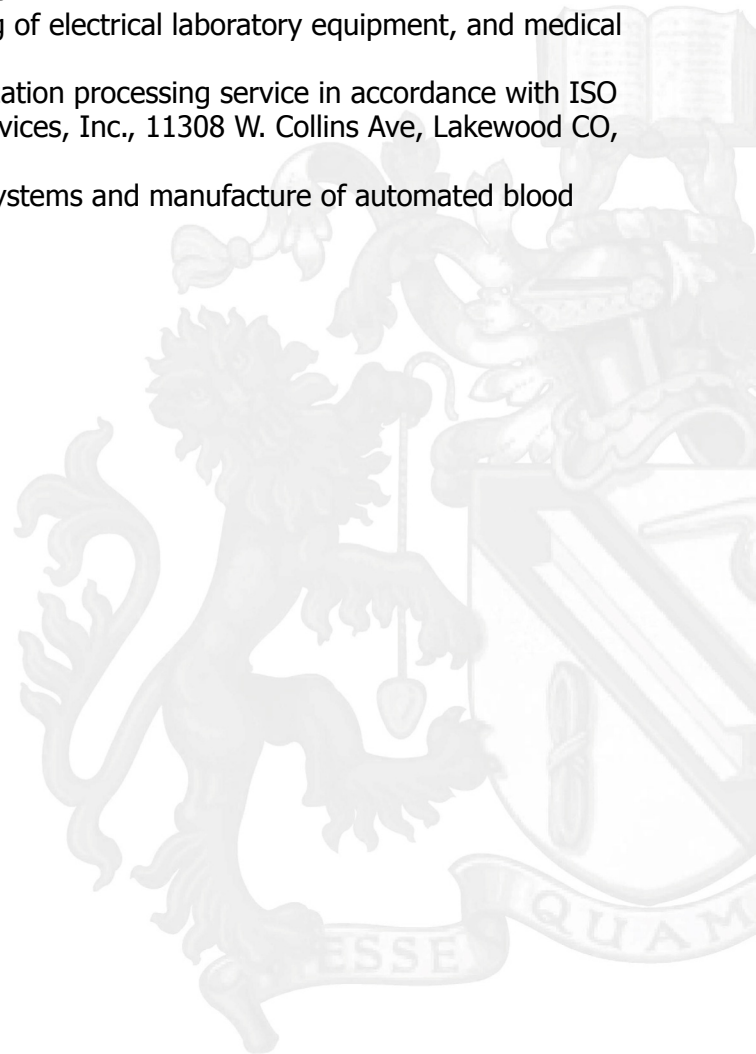 g of electrical laboratory equipment, and medical
ation processing service in accordance with ISO
vices, Inc., 11308 W. Collins Ave, Lakewood CO,
ystems and manufacture of automated blood
ESSE
QUAM